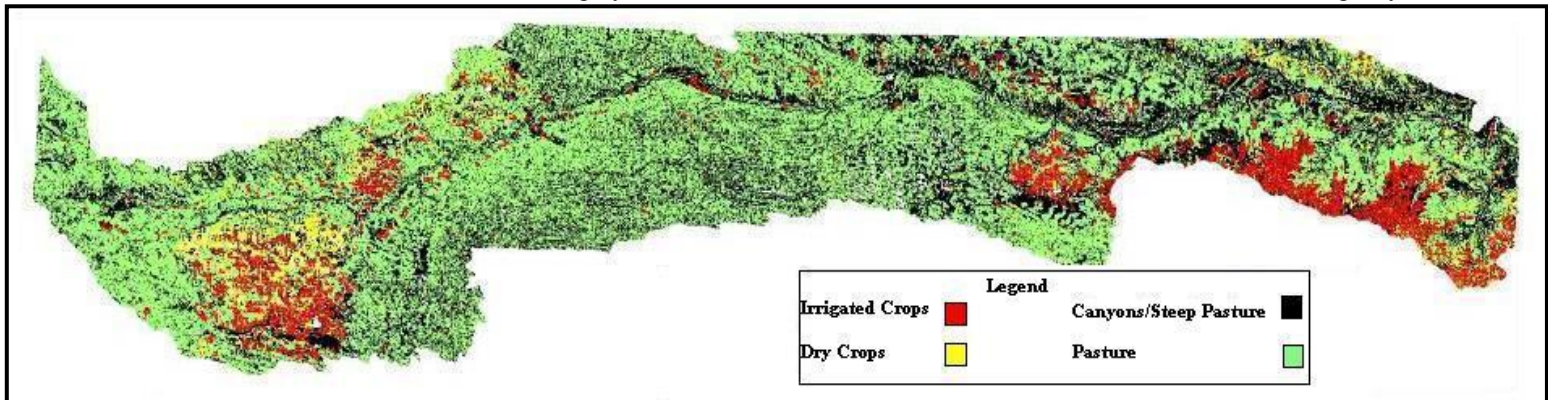 Legend
Irrigated Crops
Canyons/Steep Pasture
Dry Crops
Pasture